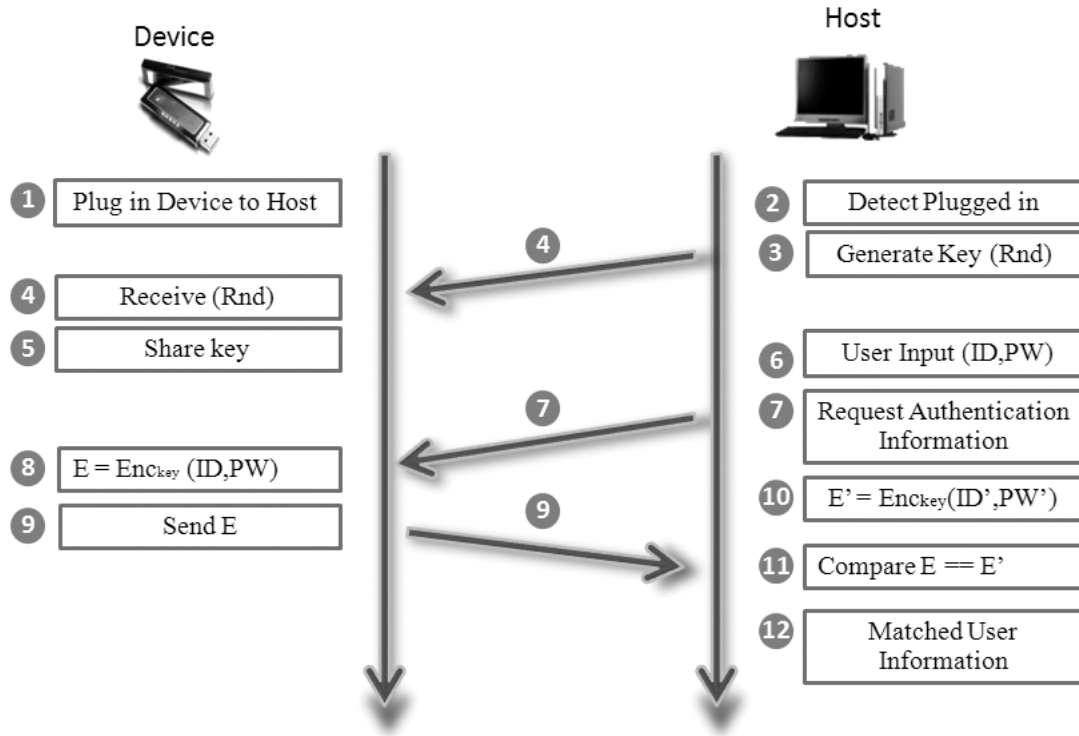 Device
Host
1 Plug in Device to Host
2 Detect Plugged in
3 Generate Key (Rnd)
4
4 Receive (Rnd)
5 Share key
6 User Input (ID,PW)
7
7 Request Authentication
Information
8 E = Enckey (ID,PW)
9 Send E
9
10 E’ = Enckey(ID’,PW’)
11 Compare E == E’
12 Matched User
Information